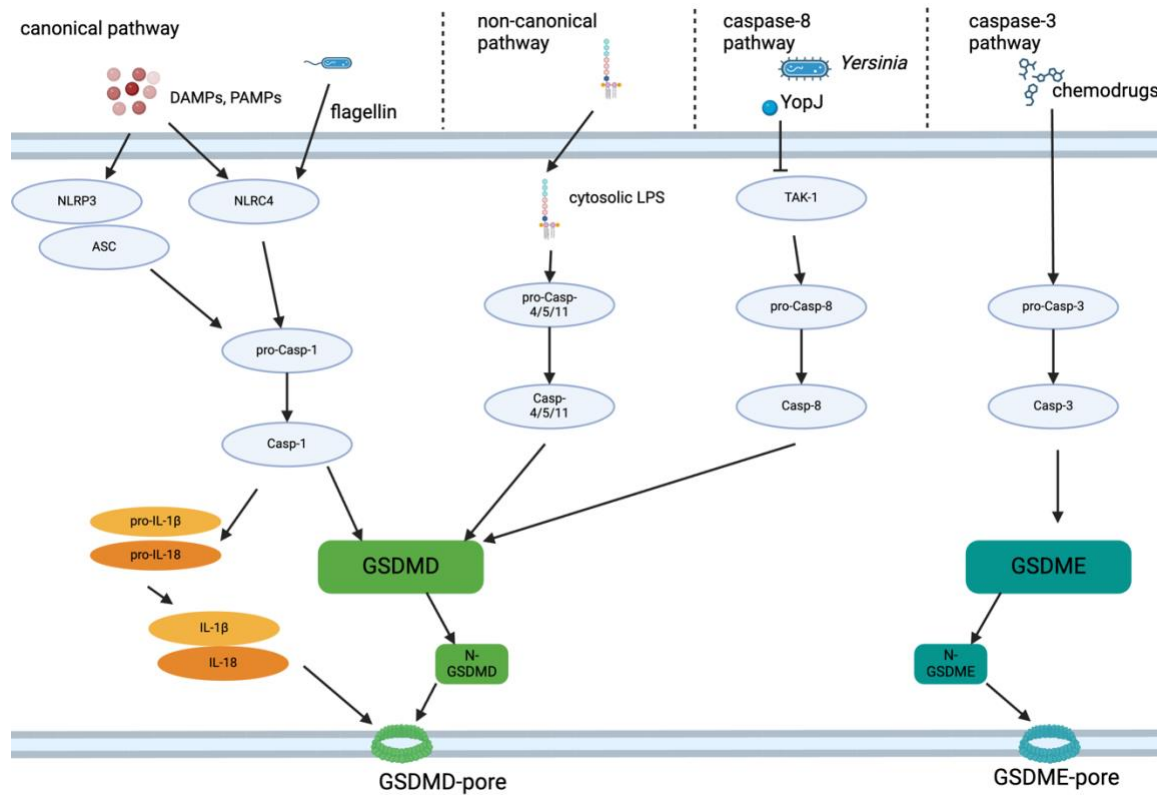 canonical pathway
non-canonical
pathway
caspase-8
pathway
caspase-3
pathway
Yersinia
DAMPs, PAMPs
flagellin
YopJ
chemodrugs
NLRP3
NLRC4
ASC
cytosolic LPS
TAK-1
pro-Casp-
4/5/11
pro-Casp-8
pro-Casp-3
pro-Casp-1
Casp-
4/5/11
Casp-8
Casp-3
Casp-1
pro-IL-1β
pro-IL-18
GSDMD
GSDME
IL-1β
IL-18
N-
GSDMD
N-
GSDME
GSDMD-pore
GSDME-pore